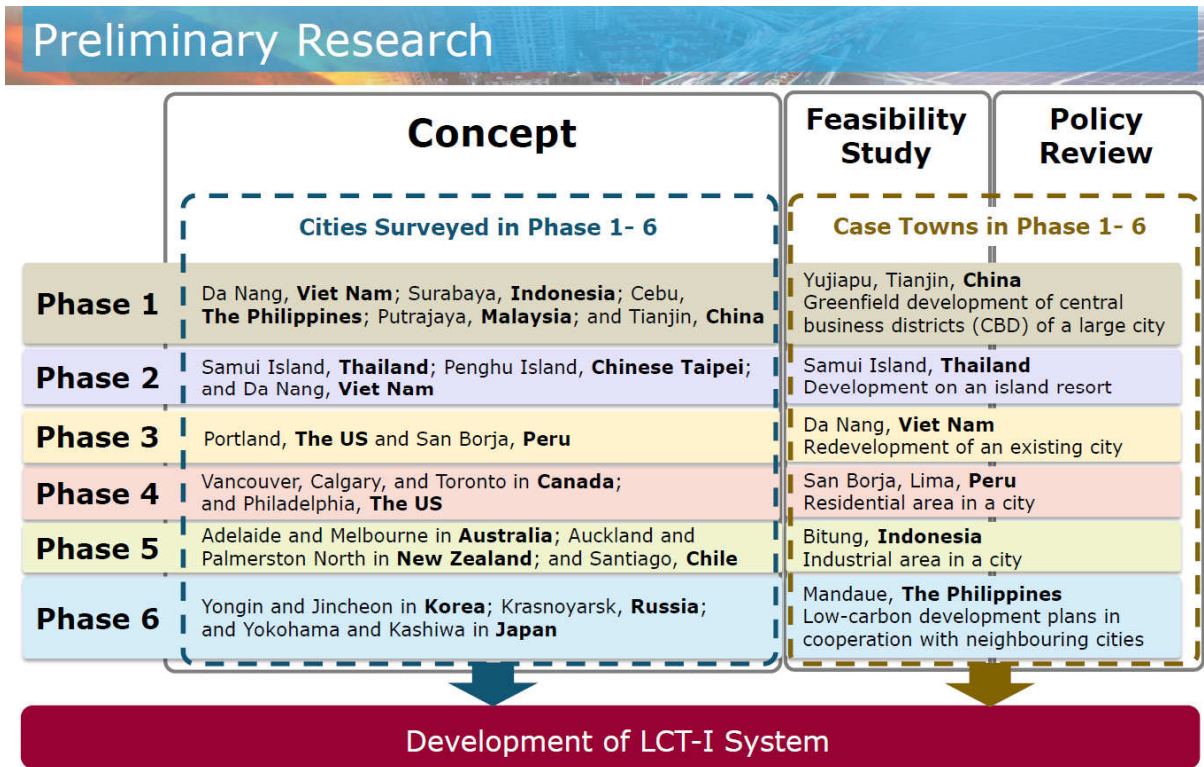 Preliminary Research
Concept
Feasibility
Study
Policy
Review
Cities Surveyed in Phase 1- 6
Case Towns in Phase 1- 6
Phase 1
Da Nang, Viet Nam; Surabaya, Indonesia; Cebu,
The Philippines; Putrajaya, Malaysia; and Tianjin, China
Yujiapu, Tianjin, China
Greenfield development of central
business districts (CBD) of a large city
Phase 2
Samui Island, Thailand; Penghu Island, Chinese Taipei;
and Da Nang, Viet Nam
Samui Island, Thailand
Development on an island resort
Phase 3
Portland, The US and San Borja, Peru
Da Nang, Viet Nam
Redevelopment of an existing city
Phase 4
Vancouver, Calgary, and Toronto in Canada;
and Philadelphia, The US
San Borja, Lima, Peru
Residential area in a city
Phase 5
Adelaide and Melbourne in Australia; Auckland and
Palmerston North in New Zealand; and Santiago, Chile
Bitung, Indonesia
Industrial area in a city
Phase 6
Yongin and Jincheon in Korea; Krasnoyarsk, Russia;
and Yokohama and Kashiwa in Japan
Mandaue, The Philippines
Low-carbon development plans in
cooperation with neighbouring cities
Development of LCT-I System